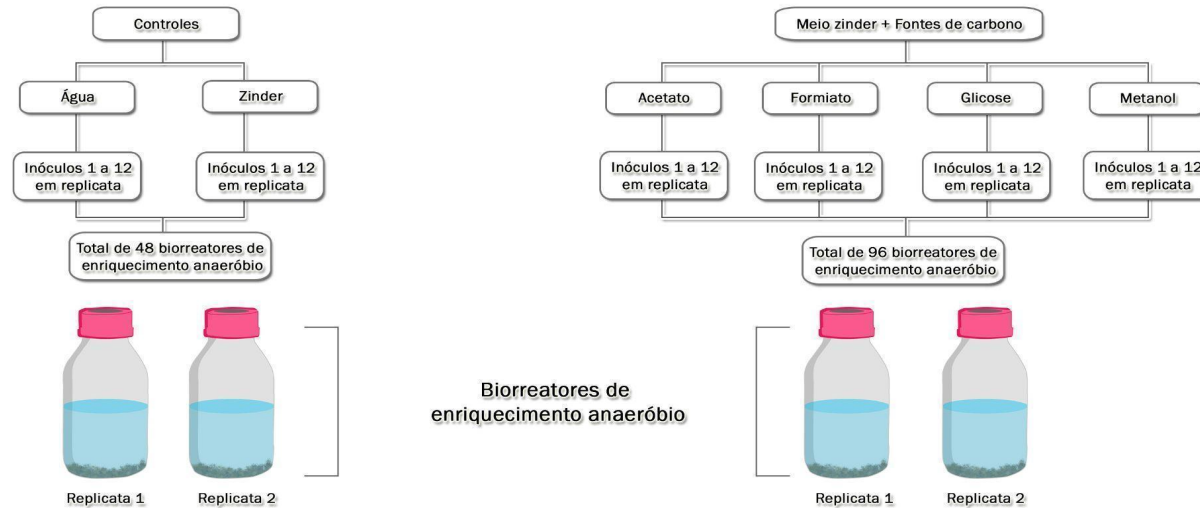 Controles
Água
Zinder
Inóculos 1 a 12
em replicata
Inóculos 1 a 12
em replicata
Total de 48 biorreatores de
enriquecimento anaeróbio
Meio zinder + Fontes de carbono
Acetato
Formiato
Glicose
Metanol
Inóculos 1 a 12
em replicata
Inóculos 1 a 12
em replicata
Inóculos 1 a 12
em replicata
Inóculos 1 a 12
em replicata
Total de 96 biorreatores de
enriquecimento anaeróbio
Biorreatores de
enriquecimento anaeróbio
Replicata 1
Replicata 2
Replicata 1
Replicata 2